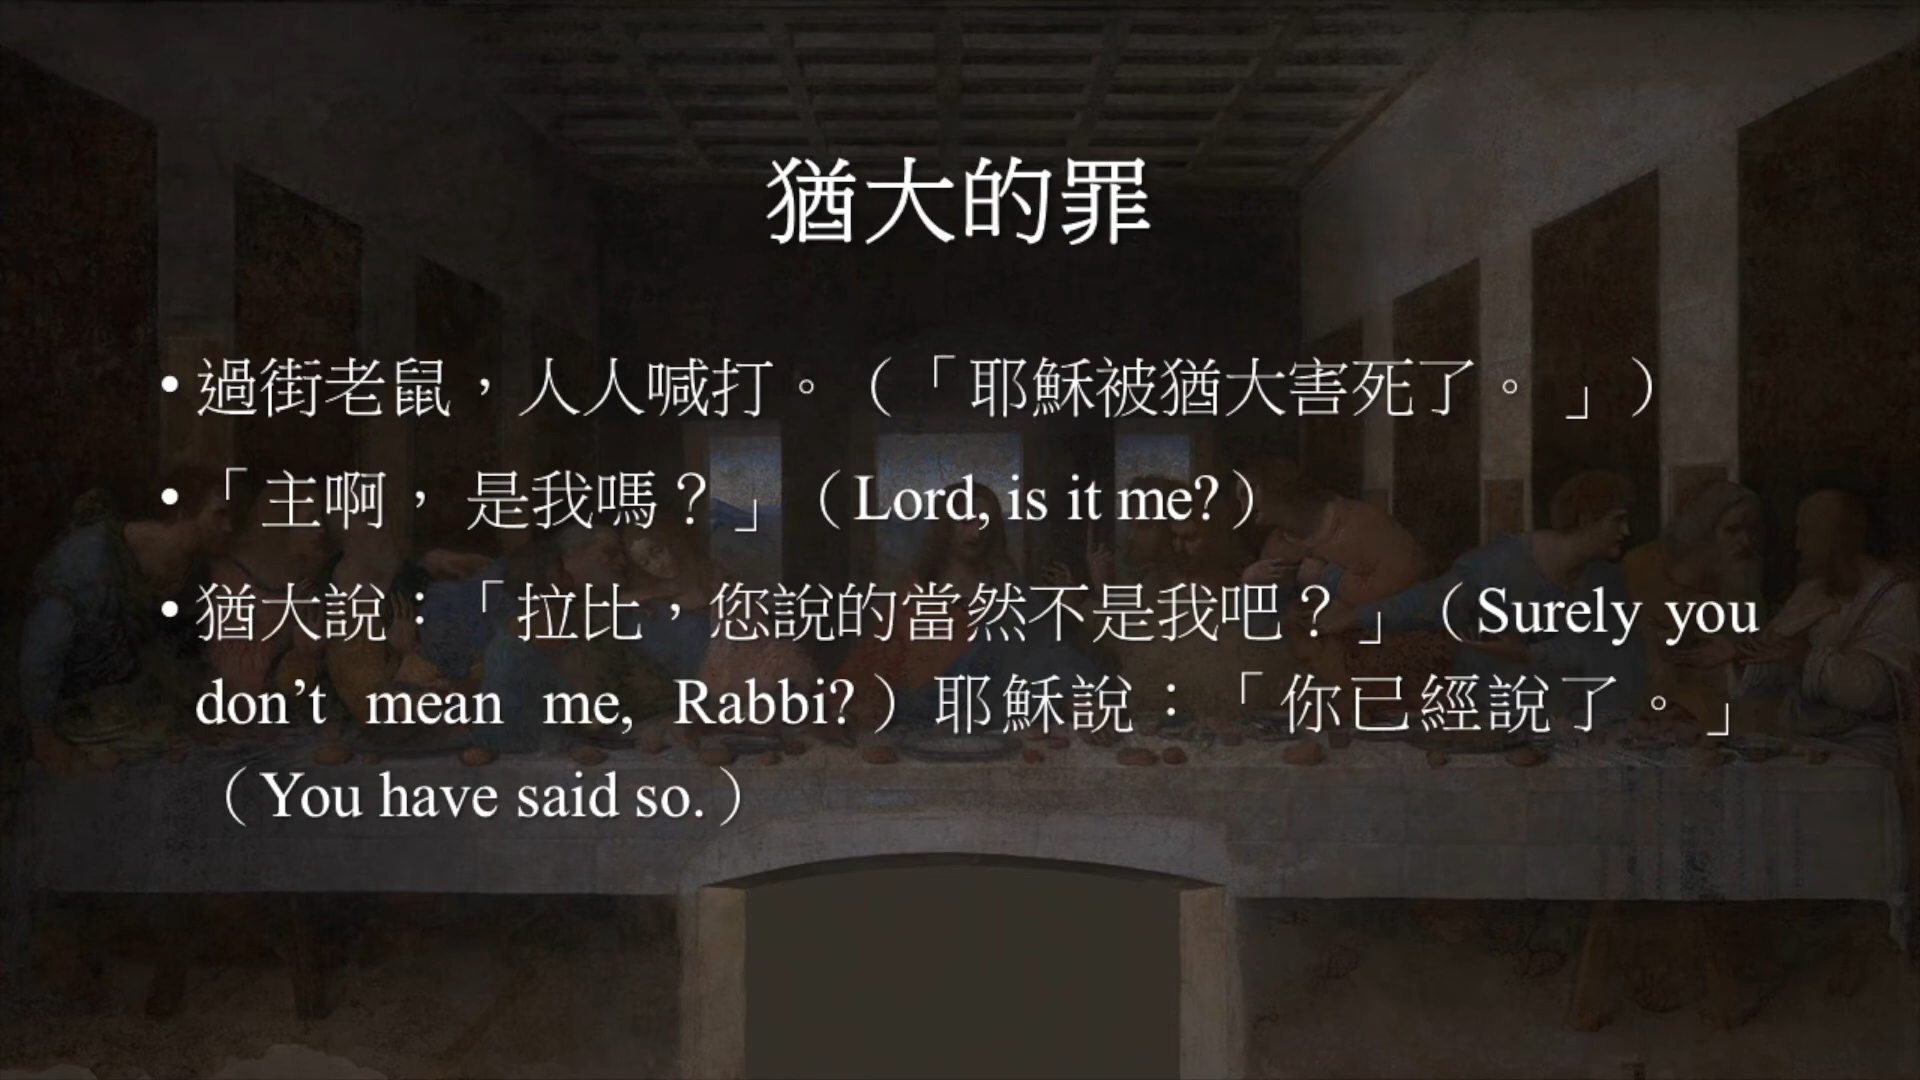 猶大的罪
• 過街老鼠，人人喊打。（「耶穌被猶大害死了。」）
• 「主啊， 是我嗎？」（Lord, is it me?）
• 猶大說：「拉比，您說的當然不是我吧？」（Surely you
don’t mean me, Rabbi?）耶穌說：「你已經說了。」
（You have said so.）